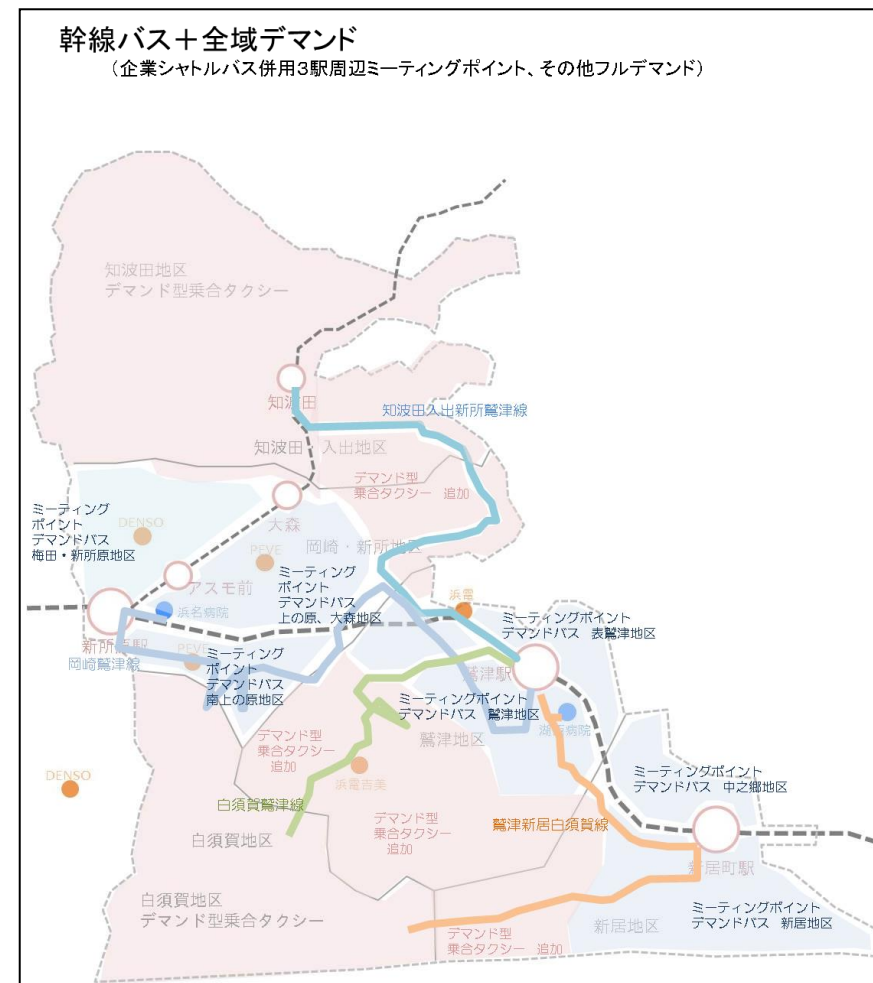 幹線バス＋全域デマンド
（企業シャトルバス併用3駅周辺ミーティングポイント、その他フルデマンド）
知波田地区
デマンド型乗合タクシー
知波田
知波田入出新所鷲津線
知波田・入出地区
デマンド型
乗合タクシー 追加
ミーティング
ポイント
デマンドバス
梅田・新所原地区
DENSO
大森
PEVE
岡崎・新所地区
アスモ前
ミーティング
ポイント
デマンドバス
上の原、大森地区
浜名病院
浜電
ミーティングポイント
デマンドバス 表鷲津地区
新所原駅
岡崎鷲津線
PEVE
ミーティング
ポイント
デマンドバス
南上の原地区
鷲津駅
ミーティングポイント
デマンドバス 鷲津地区
鷲津地区
湖西病院
デマンド型
乗合タクシー
追加
浜電吉美
DENSO
ミーティングポイント
デマンドバス 中之郷地区
白須賀鷲津線
白須賀地区
デマンド型
乗合タクシー
追加
鷲津新居白須賀線
新居町駅
白須賀地区
デマンド型乗合タクシー
ミーティングポイント
デマンドバス 新居地区
新居地区
デマンド型
乗合タクシー 追加